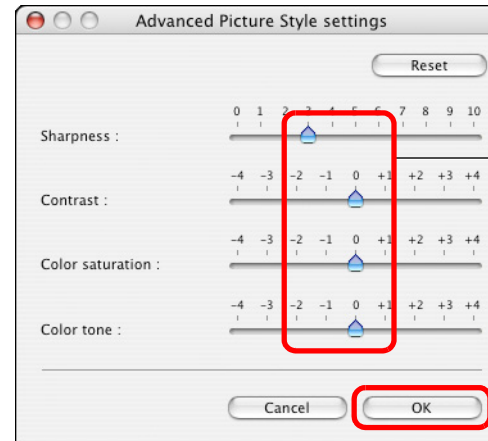 Advanced Picture Style settings
Reset
0 1 2 3 4 5 6 7 8 9 10
Sharpness :
-4 -3 -2 -1 0 +1 +2 +3 +4
Contrast :
-4 -3 -2 -1 0 +1 +2 +3 +4
Color saturation :
-4 -3 -2 -1 0 +1 +2 +3 +4
Color tone :
Cancel OK